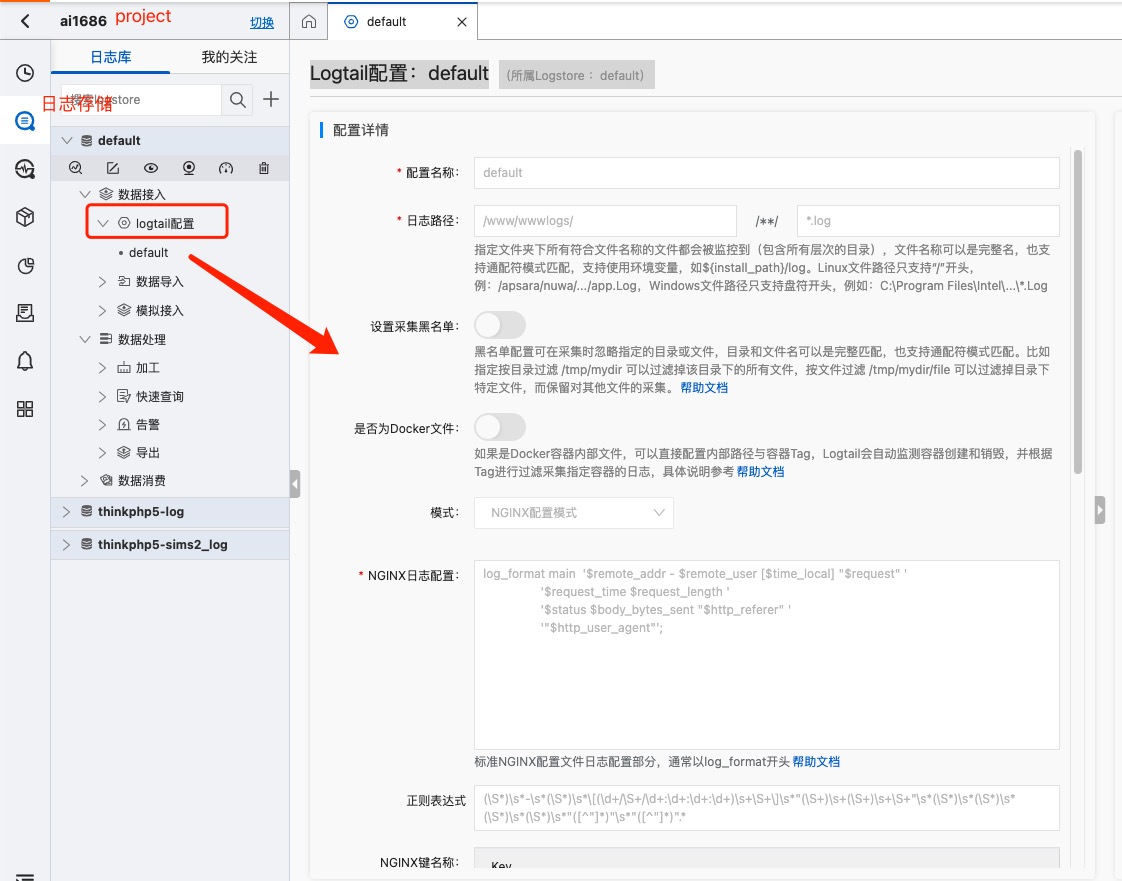 ai1686 project 切换
default
日志库 我的关注
搜索logstore
日志存储
default
数据接入
logtail配置
default
数据导入
模拟接入
数据处理
加工
快速查询
告警
导出
数据消费
thinkphp5-log
thinkphp5-sims2_log
Logtail配置：default (所属Logstore： default)
配置详情
* 配置名称: default
* 日志路径: /www/wwwlogs/ /**/ *.log
指定文件夹下所有符合文件名称的文件都会被监控到（包含所有层次的目录），文件名称可以是完整名，也支
持通配符模式匹配，支持使用环境变量，如${install_path}/log。Linux文件路径只支持“/”开头，
例：/apsara/nuwa/.../app.Log，Windows文件路径只支持盘符开头，例如：C:\Program Files\Intel\...\*.Log
设置采集黑名单:
黑名单配置可在采集时忽略指定的目录或文件，目录和文件名可以是完整匹配，也支持通配符模式匹配。比如
指定按目录过滤 /tmp/mydir 可以过滤掉该目录下的所有文件，按文件过滤 /tmp/mydir/file 可以过滤掉目录下
特定文件，而保留对其他文件的采集。 帮助文档
是否为Docker文件:
如果是Docker容器内部文件，可以直接配置内部路径与容器Tag，Logtail会自动监测容器创建和销毁，并根据
Tag进行过滤采集指定容器的日志，具体说明参考 帮助文档
模式: NGINX配置模式
* NGINX日志配置: log_format main '$remote_addr - $remote_user [$time_local] "$request" '
'$request_time $request_length '
'$status $body_bytes_sent "$http_referer" '
'"$http_user_agent"';
标准NGINX配置文件日志配置部分，通常以log_format开头 帮助文档
正则表达式 (\S*)\s*-\s*(\S*)\s*\[(\d+/\S+/\d+:\d+:\d+:\d+)\s+\S+\]\s*"(\S+)\s+(\S+)\s+\S+"\s*(\S*)\s*(\S*)\s*
(\S*)\s*(\S*)\s*"([^"]*)"\s*"([^"]*)".*
NGINX键名称: Key